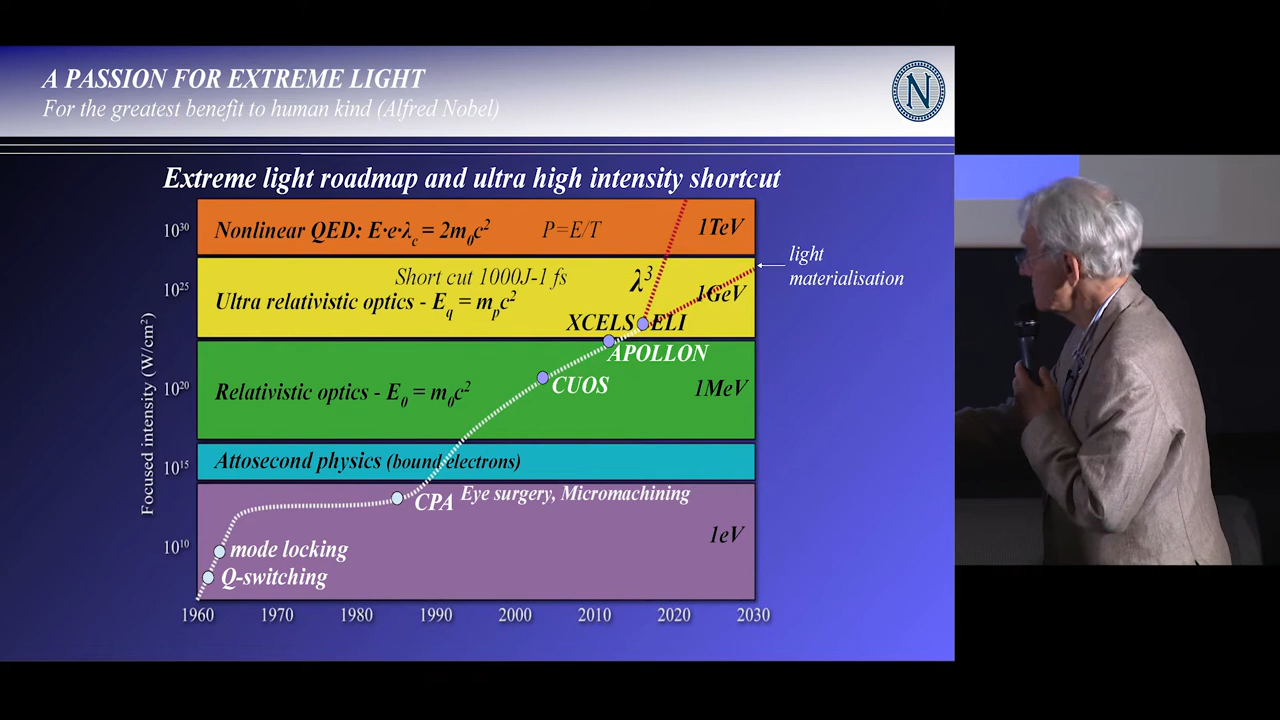 A PASSION FOR EXTREME LIGHT
For the greatest benefit to human kind (Alfred Nobel)
N
Extreme light roadmap and ultra high intensity shortcut
Focused intensity (W/cm²)
10³⁰
10²⁵
10²⁰
10¹⁵
10¹⁰
Nonlinear QED: E·e·λc = 2m₀c²
P=E/T
1TeV
Short cut 1000J-1 fs
λ³
light
materialisation
Ultra relativistic optics - Eq = mpc²
1GeV
XCELS
ELI
APOLLON
CUOS
Relativistic optics - E₀ = m₀c²
1MeV
Attosecond physics (bound electrons)
CPA
Eye surgery, Micromachining
1eV
mode locking
Q-switching
1960 1970 1980 1990 2000 2010 2020 2030